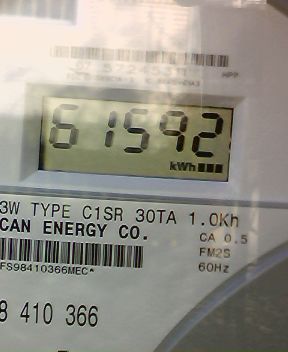 61592
kWh
3W TYPE C1SR 30TA 1.0Kh
CAN ENERGY CO.
CA 0.5
FM2S
FS98410366MEC*
60Hz
8 410 366